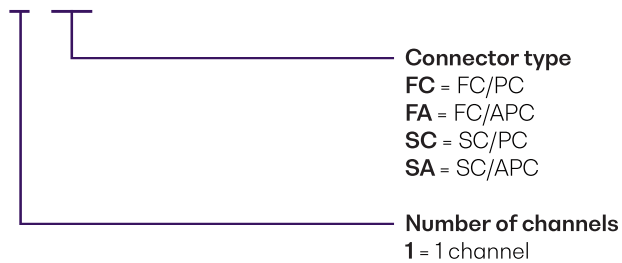 Connector type
FC = FC/PC
FA = FC/APC
SC = SC/PC
SA = SC/APC
Number of channels
1 = 1 channel